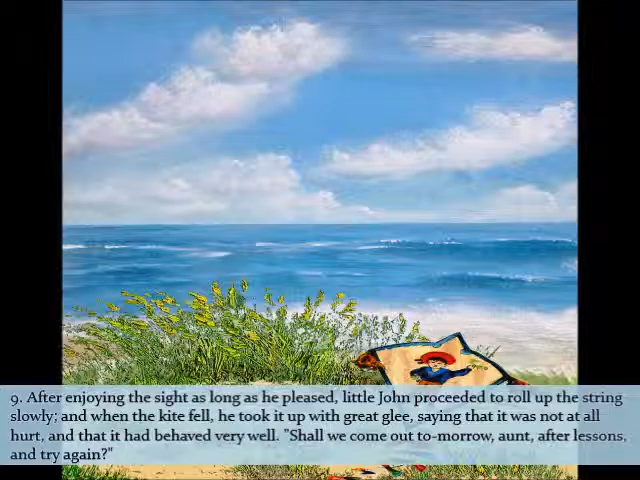 9. After enjoying the sight as long as he pleased, little John proceeded to roll up the string
slowly; and when the kite fell, he took it up with great glee, saying that it was not at all
hurt, and that it had behaved very well. "Shall we come out to-morrow, aunt, after lessons,
and try again?"